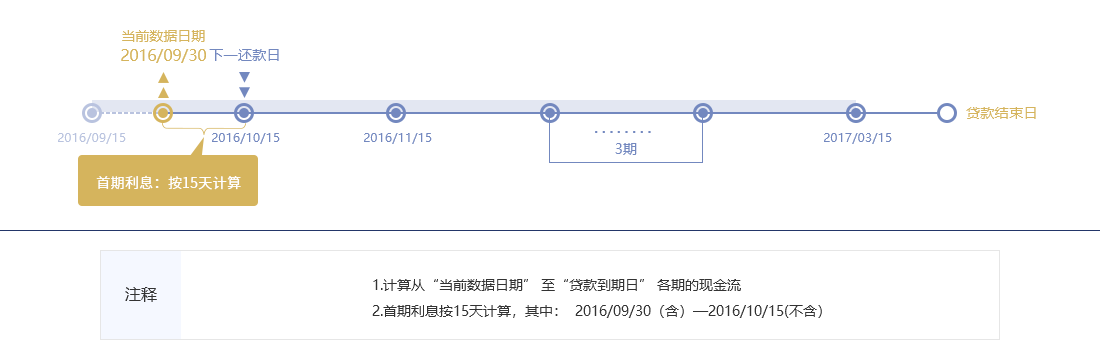 当前数据日期
2016/09/30 下一还款日
贷款结束日
2016/09/15 2016/10/15 2016/11/15 2017/03/15
........
3期
首期利息：按15天计算
注释
1.计算从“当前数据日期” 至“贷款到期日” 各期的现金流
2.首期利息按15天计算，其中： 2016/09/30（含）—2016/10/15(不含）